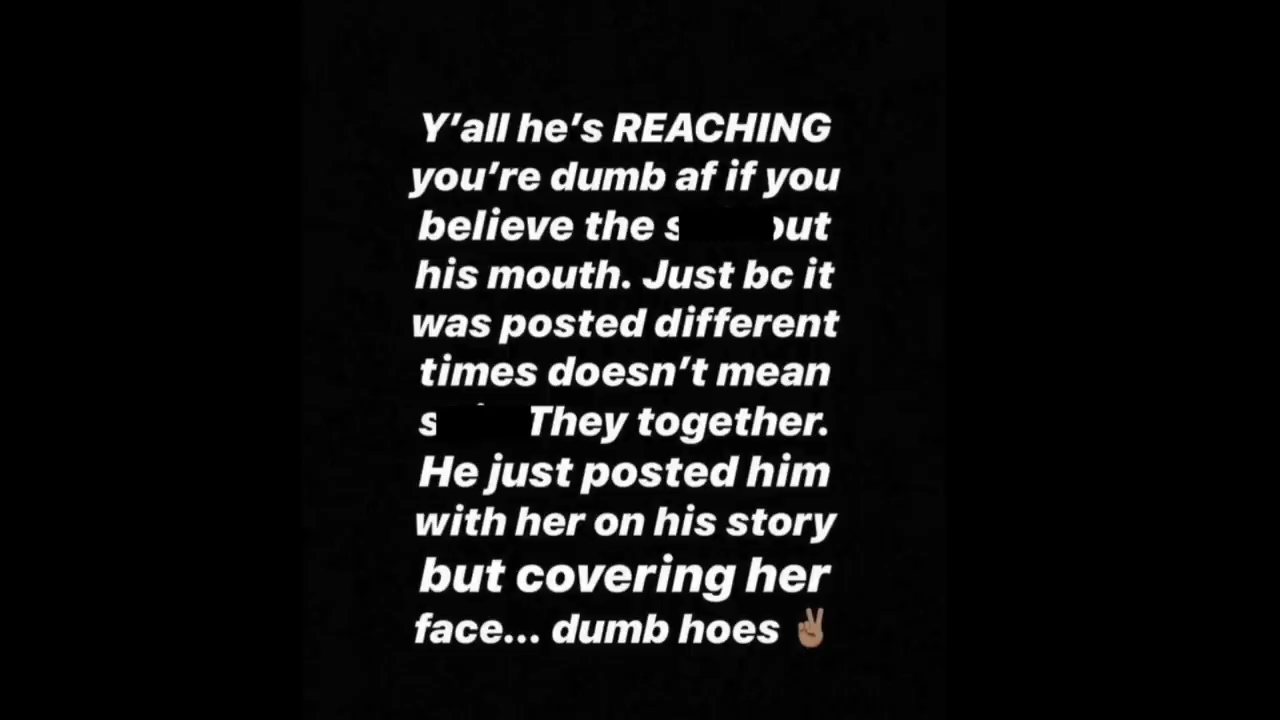 Y'all he's REACHING
you're dumb af if you
believe the out
his mouth. Just bc it
was posted different
times doesn't mean
They together.
He just posted him
with her on his story
but covering her
face... dumb hoes ✌🏽